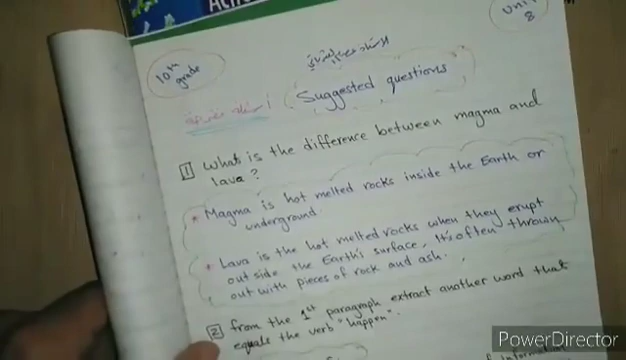 Unit
8
10th
grade
Suggested questions
أسئلة مقترحة
1 What is the difference between magma and
lava?
* Magma is hot melted rocks inside the Earth or
underground.
* Lava is the hot melted rocks when they erupt
out side the Earth's surface, It's often thrown
out with pieces of rock and ash.
2 from the 1st paragraph extract another word that
equals the verb "happen".
PowerDirector